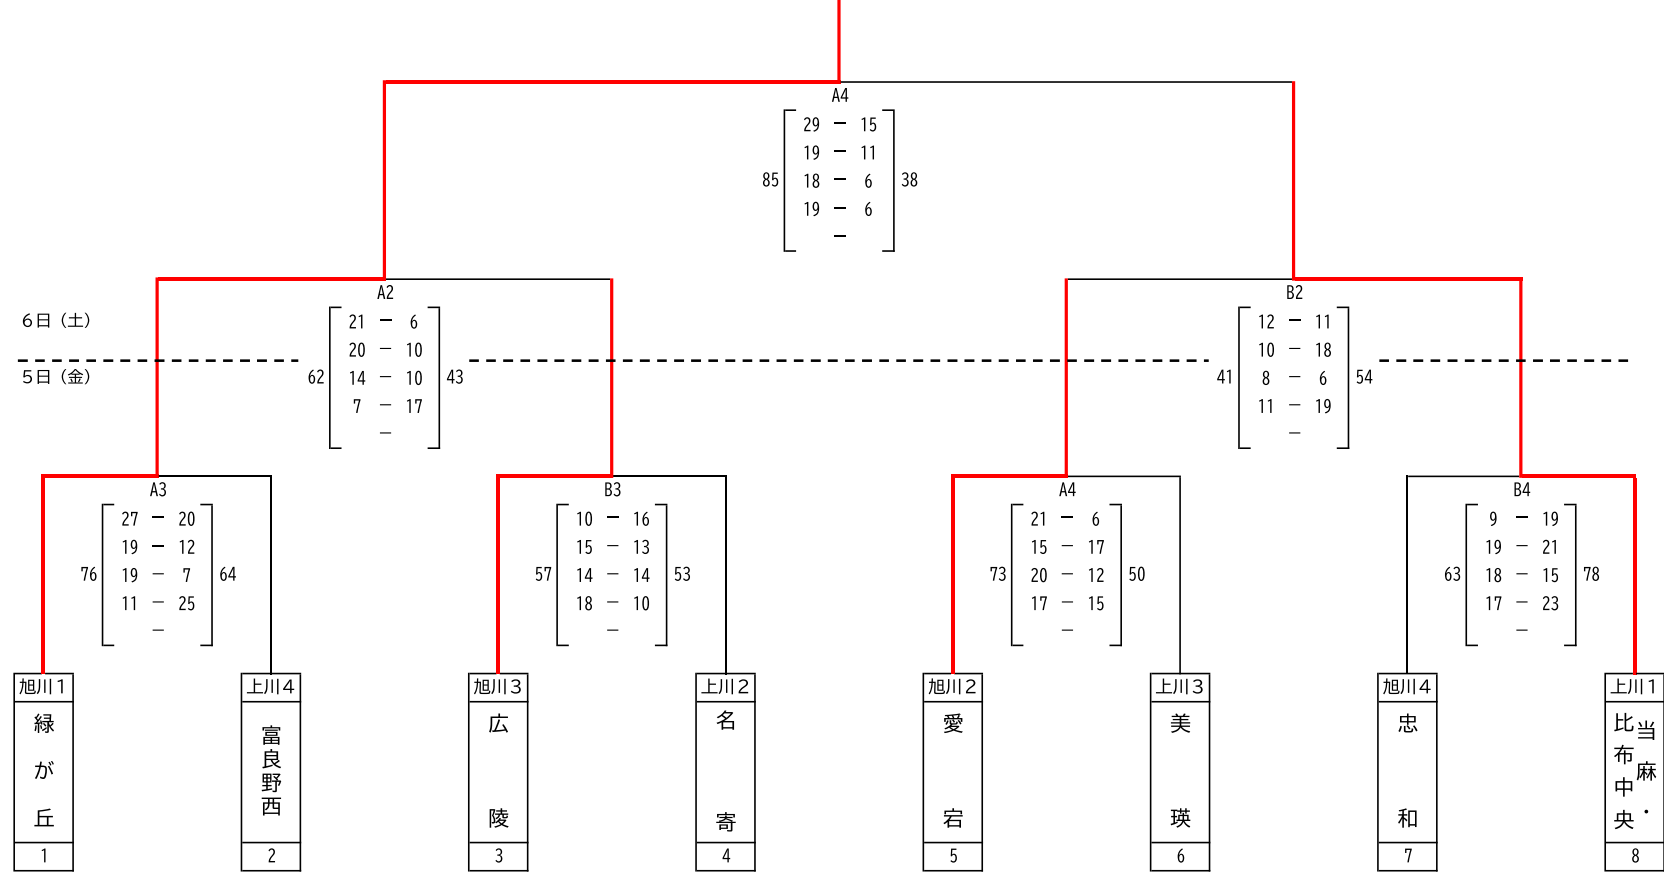 A4
29 － 15
19 － 11
85 18 － 6 38
19 － 6
－
A2
21 － 6
20 － 10
62 14 － 10 43
7 － 17
－
B2
12 － 11
10 － 18
41 8 － 6 54
11 － 19
－
6日（土）
5日（金）
A3
27 － 20
19 － 12
76 19 － 7 64
11 － 25
－
B3
10 － 16
15 － 13
57 14 － 14 53
18 － 10
－
A4
21 － 6
15 － 17
73 20 － 12 50
17 － 15
－
B4
9 － 19
19 － 21
63 18 － 15 78
17 － 23
－
旭川1
緑が丘
1
上川4
富良野西
2
旭川3
広陵
3
上川2
名寄
4
旭川2
愛宕
5
上川3
美瑛
6
旭川4
忠和
7
上川1
当麻・
比布中央
8